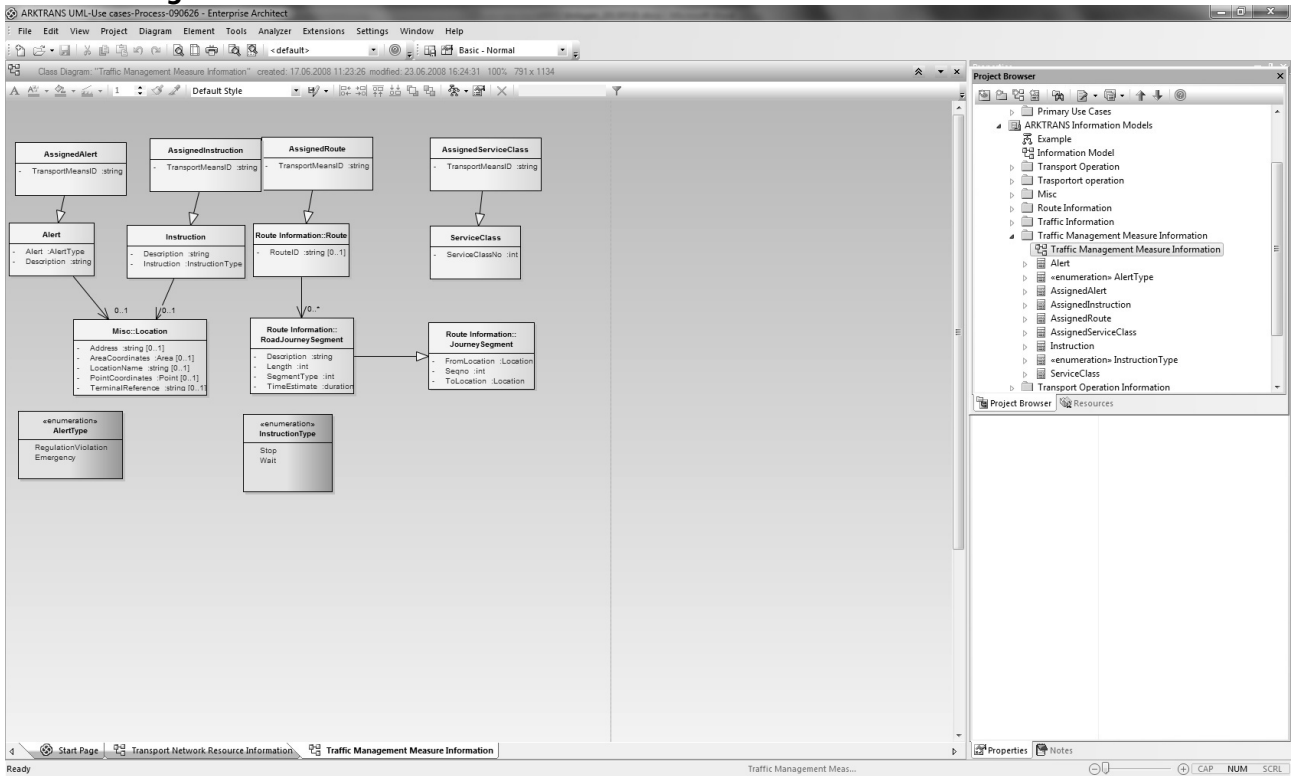 ARKTRANS UML-Use cases-Process-090626 - Enterprise Architect
File Edit View Project Diagram Element Tools Analyzer Extensions Settings Window Help
<default> Basic - Normal
Class Diagram: "Traffic Management Measure Information" created: 17.06.2008 11:23:26 modified: 23.06.2008 16:24:31 100% 791 x 1134
1 Default Style
AssignedAlert
- TransportMeansID :string
AssignedInstruction
- TransportMeansID :string
AssignedRoute
- TransportMeansID :string
AssignedServiceClass
- TransportMeansID :string
Alert
- Alert :AlertType
- Description :string
Instruction
- Description :string
- Instruction :InstructionType
Route Information::Route
- RouteID :string [0..1]
ServiceClass
- ServiceClassNo :int
0..1
0..1
0..*
Misc::Location
- Address :string [0..1]
- AreaCoordinates :Area [0..1]
- LocationName :string [0..1]
- PointCoordinates :Point [0..1]
- TerminalReference :string [0..1]
Route Information::
RoadJourneySegment
- Description :string
- Length :int
- SegmentType :int
- TimeEstimate :duration
Route Information::
JourneySegment
- FromLocation :Location
- Seqno :int
- ToLocation :Location
«enumeration»
AlertType
RegulationViolation
Emergency
«enumeration»
InstructionType
Stop
Wait
Project Browser
Primary Use Cases
ARKTRANS Information Models
Example
Information Model
Transport Operation
Trasportort operation
Misc
Route Information
Traffic Information
Traffic Management Measure Information
Traffic Management Measure Information
Alert
«enumeration» AlertType
AssignedAlert
AssignedInstruction
AssignedRoute
AssignedServiceClass
Instruction
«enumeration» InstructionType
ServiceClass
Transport Operation Information
Project Browser Resources
Start Page Transport Network Resource Information Traffic Management Measure Information
Properties Notes
Ready Traffic Management Meas... CAP NUM SCRL